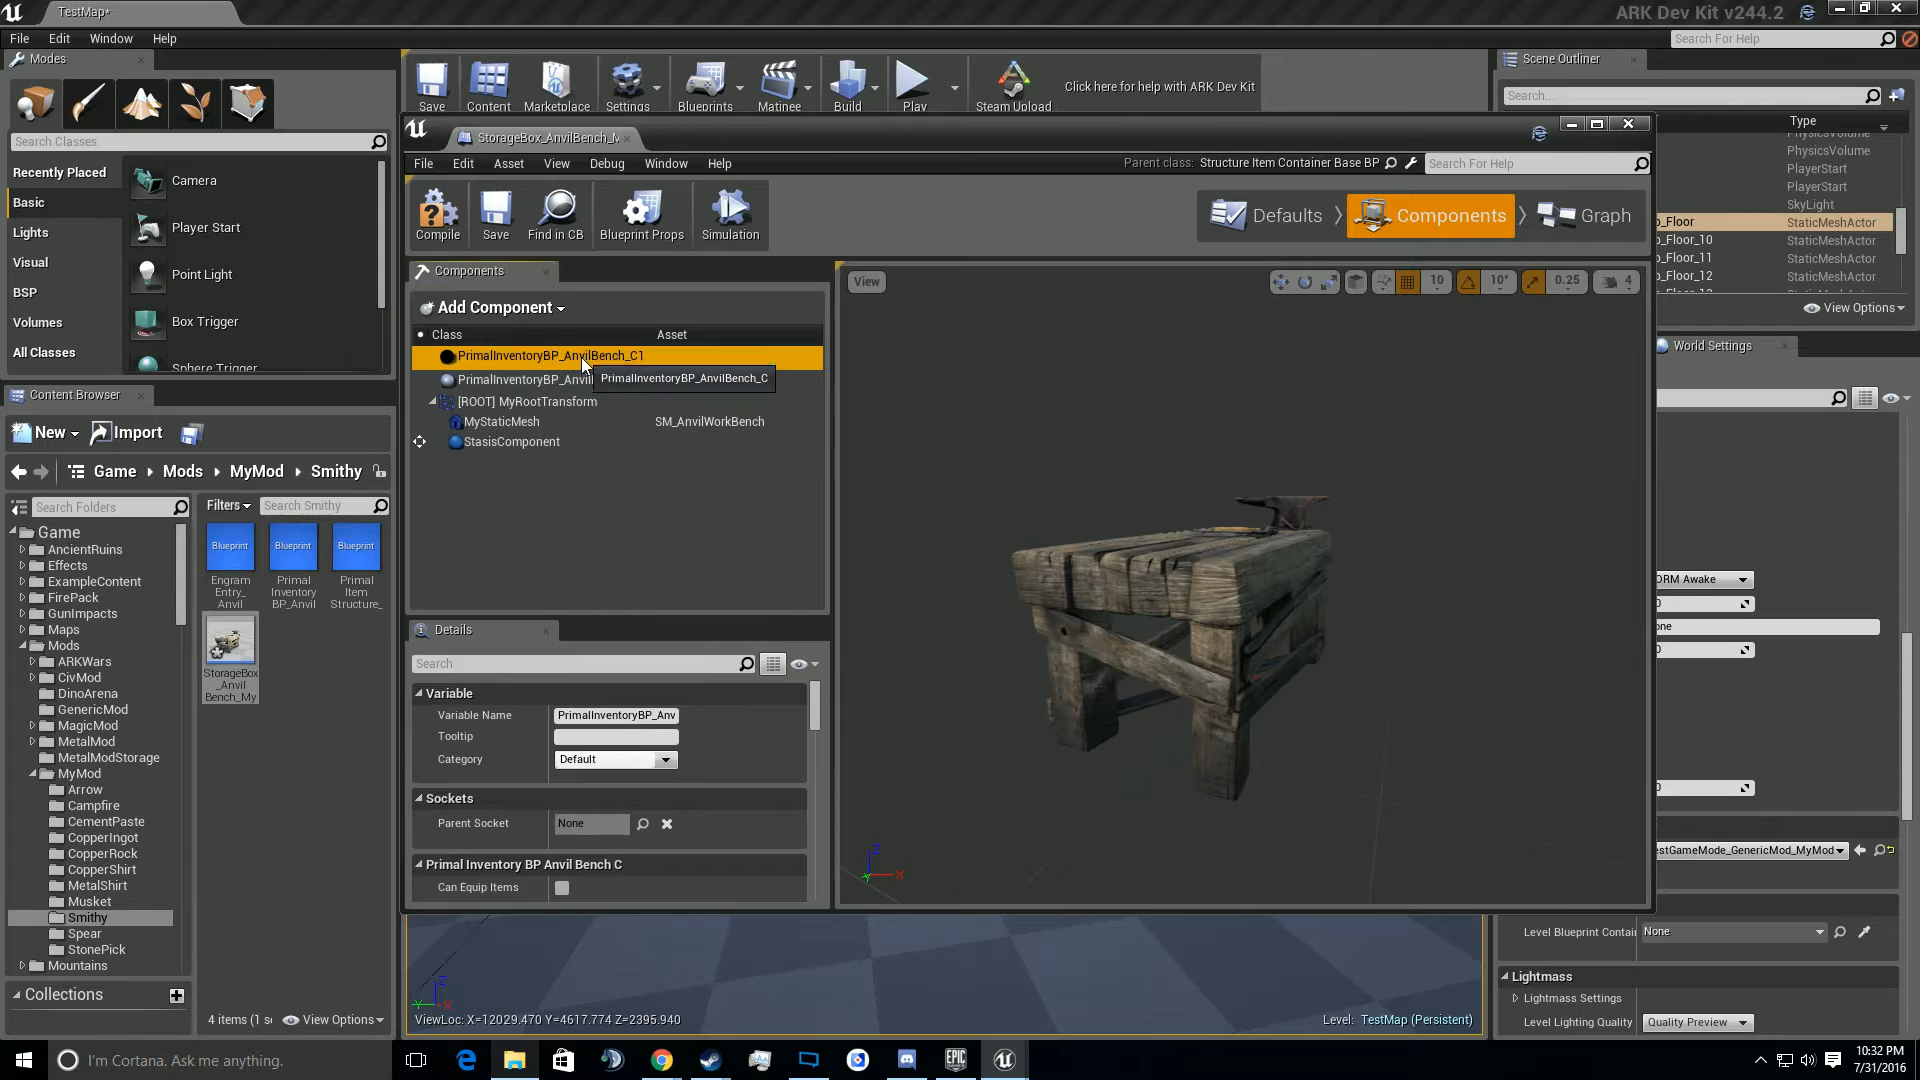 TestMap*
ARK Dev Kit v244.2
File Edit Window Help
Search For Help
Modes
Search Classes
Recently Placed
Basic
Lights
Visual
BSP
Volumes
All Classes
Camera
Player Start
Point Light
Box Trigger
Sphere Trigger
Save
Content
Marketplace
Settings
Blueprints
Matinee
Build
Play
Steam Upload
Click here for help with ARK Dev Kit
Scene Outliner
Search...
Type
PhysicsVolume
PhysicsVolume
PlayerStart
PlayerStart
SkyLight
_Floor StaticMeshActor
_Floor_10 StaticMeshActor
_Floor_11 StaticMeshActor
_Floor_12 StaticMeshActor
View Options
World Settings
StorageBox_AnvilBench_M
File Edit Asset View Debug Window Help
Parent class: Structure Item Container Base BP
Search For Help
Compile
Save
Find in CB
Blueprint Props
Simulation
Defaults
Components
Graph
Components
Add Component
Class Asset
PrimalInventoryBP_AnvilBench_C1
PrimalInventoryBP_Anvil
PrimalInventoryBP_AnvilBench_C
[ROOT] MyRootTransform
MyStaticMesh SM_AnvilWorkBench
StasisComponent
View
10
10°
0.25
4
Details
Search
Variable
Variable Name PrimalInventoryBP_Anv
Tooltip
Category Default
Sockets
Parent Socket None
Primal Inventory BP Anvil Bench C
Can Equip Items
Content Browser
New
Import
Game Mods MyMod Smithy
Search Folders
Filters
Search Smithy
Game
AncientRuins
Effects
ExampleContent
FirePack
GunImpacts
Maps
Mods
ARKWars
CivMod
DinoArena
GenericMod
MagicMod
MetalMod
MetalModStorage
MyMod
Arrow
Campfire
CementPaste
CopperIngot
CopperRock
CopperShirt
MetalShirt
Musket
Smithy
Spear
StonePick
Mountains
Collections
Blueprint
Engram
Entry_
Anvil
Blueprint
Primal
Inventory
BP_Anvil
Blueprint
Primal
Item
Structure_
StorageBox
_Anvil
Bench_My
4 items (1 s
View Options
DRM Awake
one
estGameMode_GenericMod_MyMod
Level Blueprint Contai None
Lightmass
Lightmass Settings
Level Lighting Quality Quality Preview
ViewLoc: X=12029.470 Y=4617.774 Z=2395.940
Level: TestMap (Persistent)
I'm Cortana. Ask me anything.
EPIC
GAMES
10:32 PM
7/31/2016